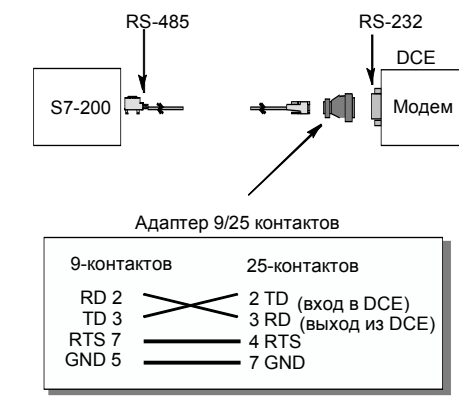 RS-485
RS-232
DCE
S7-200
Модем
Адаптер 9/25 контактов
9-контактов 25-контактов
RD 2 2 TD (вход в DCE)
TD 3 3 RD (выход из DCE)
RTS 7 4 RTS
GND 5 7 GND